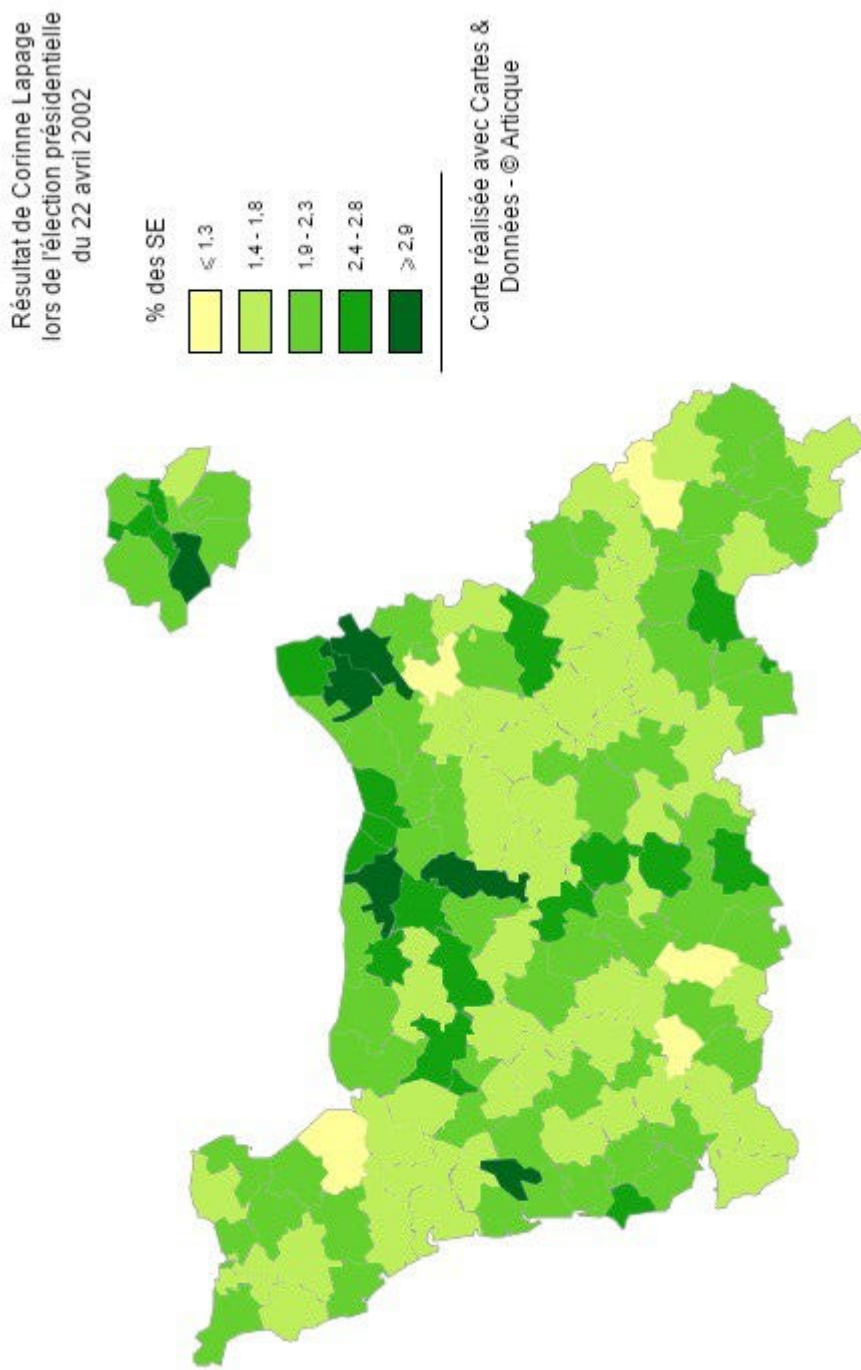 Résultat de Corinne Lapage
lors de l'élection présidentielle
du 22 avril 2002
% des SE
⩽ 1,3
1,4 - 1,8
1,9 - 2,3
2,4 - 2,8
⩾ 2,9
Carte réalisée avec Cartes &
Données - © Articque